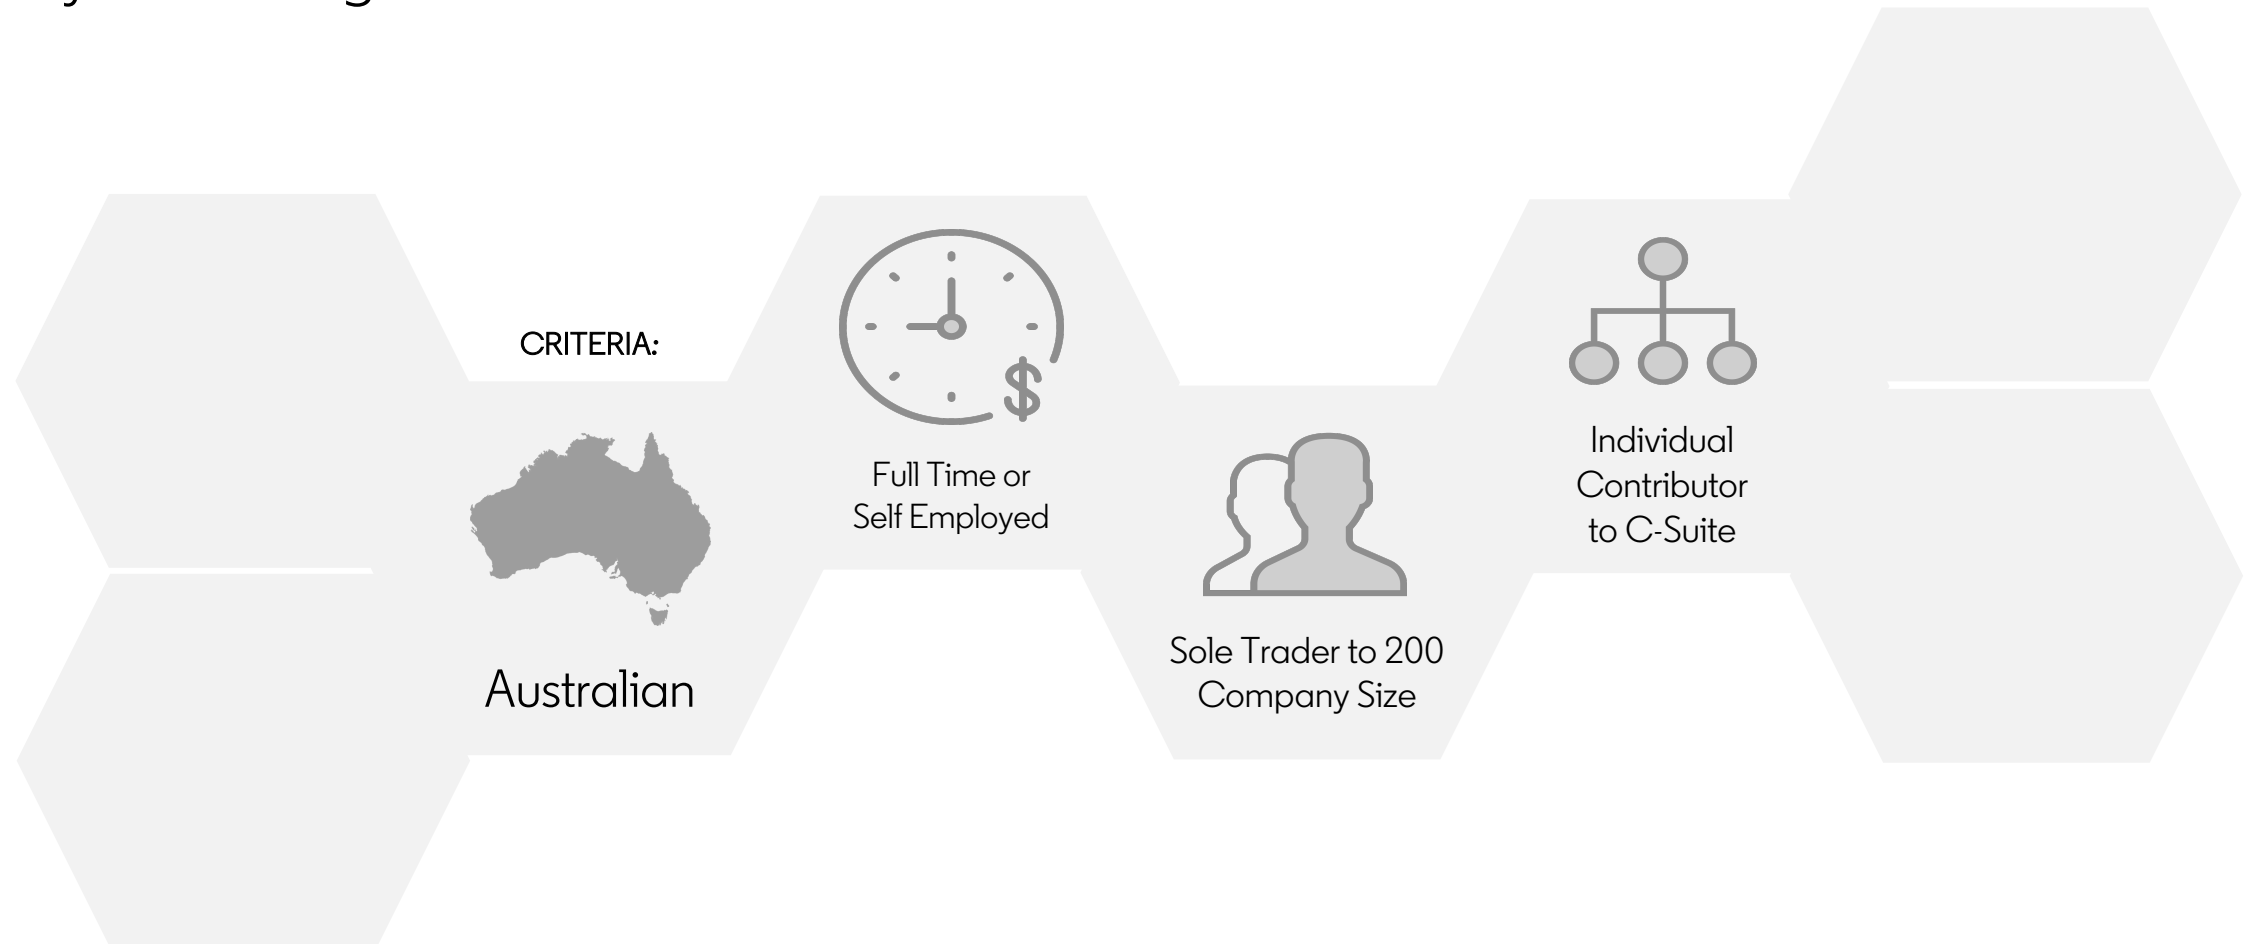 CRITERIA:
Australian
Full Time or
Self Employed
$
Sole Trader to 200
Company Size
Individual
Contributor
to C-Suite